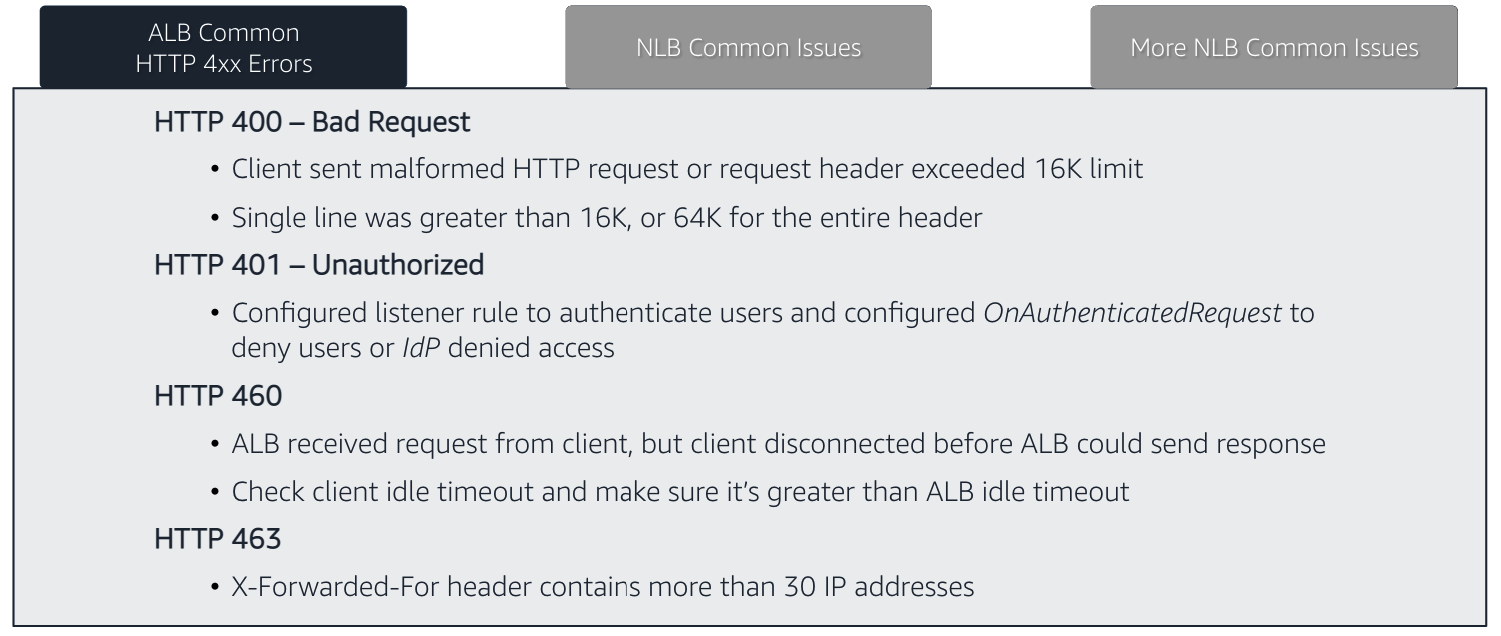 ALB Common
HTTP 4xx Errors
NLB Common Issues
More NLB Common Issues
HTTP 400 – Bad Request
• Client sent malformed HTTP request or request header exceeded 16K limit
• Single line was greater than 16K, or 64K for the entire header
HTTP 401 – Unauthorized
• Configured listener rule to authenticate users and configured OnAuthenticatedRequest to
deny users or IdP denied access
HTTP 460
• ALB received request from client, but client disconnected before ALB could send response
• Check client idle timeout and make sure it’s greater than ALB idle timeout
HTTP 463
• X-Forwarded-For header contains more than 30 IP addresses